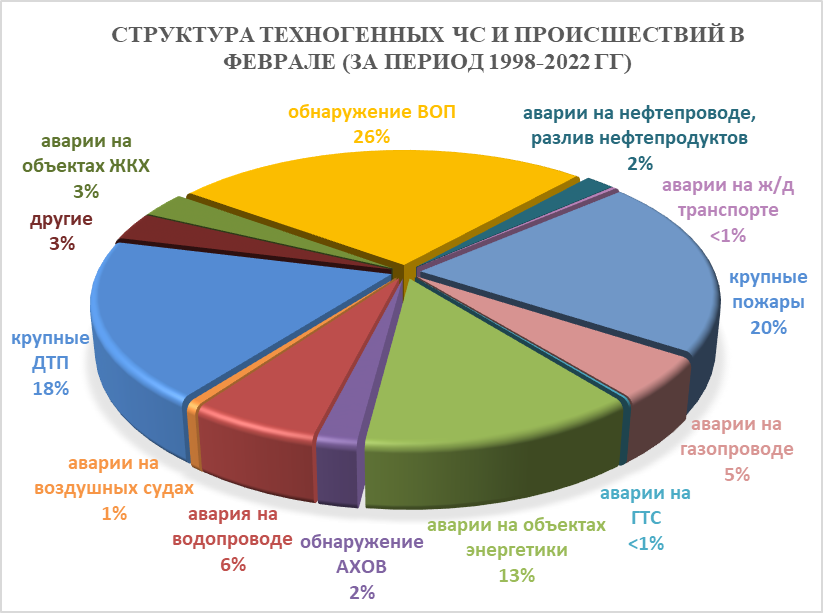 СТРУКТУРА ТЕХНОГЕННЫХ ЧС И ПРОИСШЕСТВИЙ В
ФЕВРАЛЕ (ЗА ПЕРИОД 1998-2022 ГГ)
обнаружение ВОП
26%
аварии на нефтепроводе,
разлив нефтепродуктов
2%
аварии на ж/д
транспорте
<1%
крупные
пожары
20%
аварии на
газопроводе
5%
аварии на
ГТС
<1%
аварии на объектах
энергетики
13%
обнаружение
АХОВ
2%
авария на
водопроводе
6%
аварии на
воздушных судах
1%
крупные
ДТП
18%
другие
3%
аварии на
объектах ЖКХ
3%